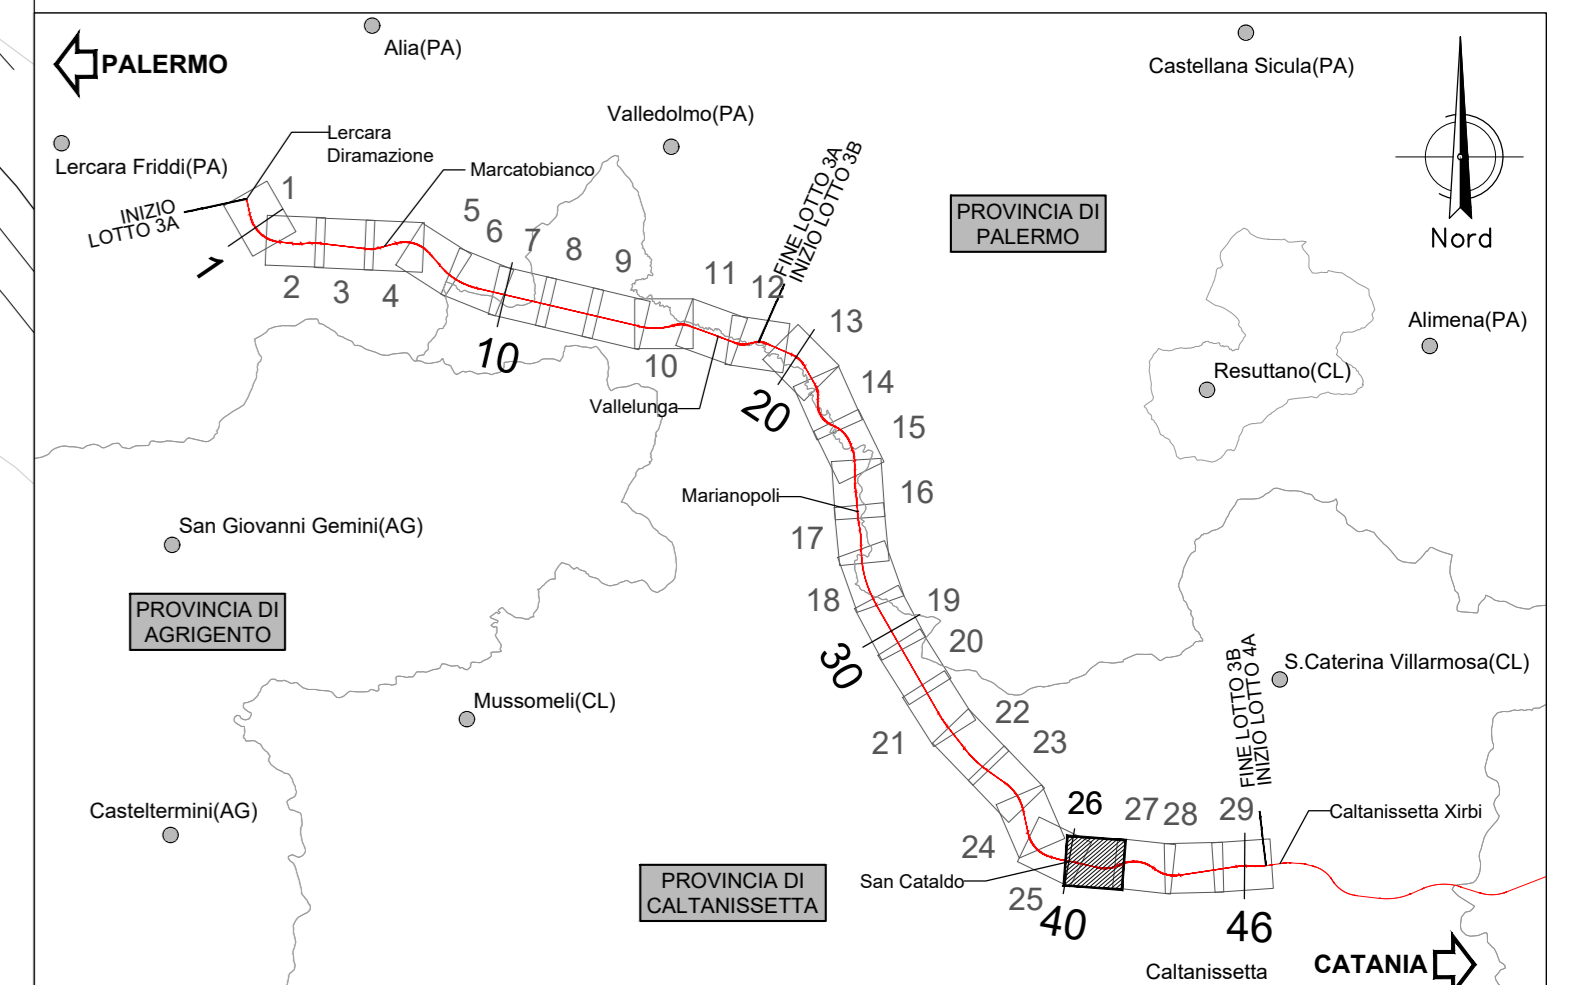 Alia(PA)
PALERMO
Castellana Sicula(PA)
Valledolmo(PA)
Lercara
Diramazione
Lercara Friddi(PA)
Marcatobianco
INIZIO
LOTTO 3A
FINE LOTTO 3A
INIZIO LOTTO 3B
PROVINCIA DI
PALERMO
Nord
1
1
2
3
4
5
6
7
8
9
10
10
11
12
13
20
14
15
Vallelunga
Alimena(PA)
Resuttano(CL)
Marianopoli
16
17
San Giovanni Gemini(AG)
PROVINCIA DI
AGRIGENTO
18
19
20
30
Mussomeli(CL)
S.Caterina Villarmosa(CL)
FINE LOTTO 3B
INIZIO LOTTO 4A
21
22
23
Casteltermini(AG)
24
25
26
27
28
29
Caltanissetta Xirbi
San Cataldo
PROVINCIA DI
CALTANISSETTA
40
46
Caltanissetta
CATANIA